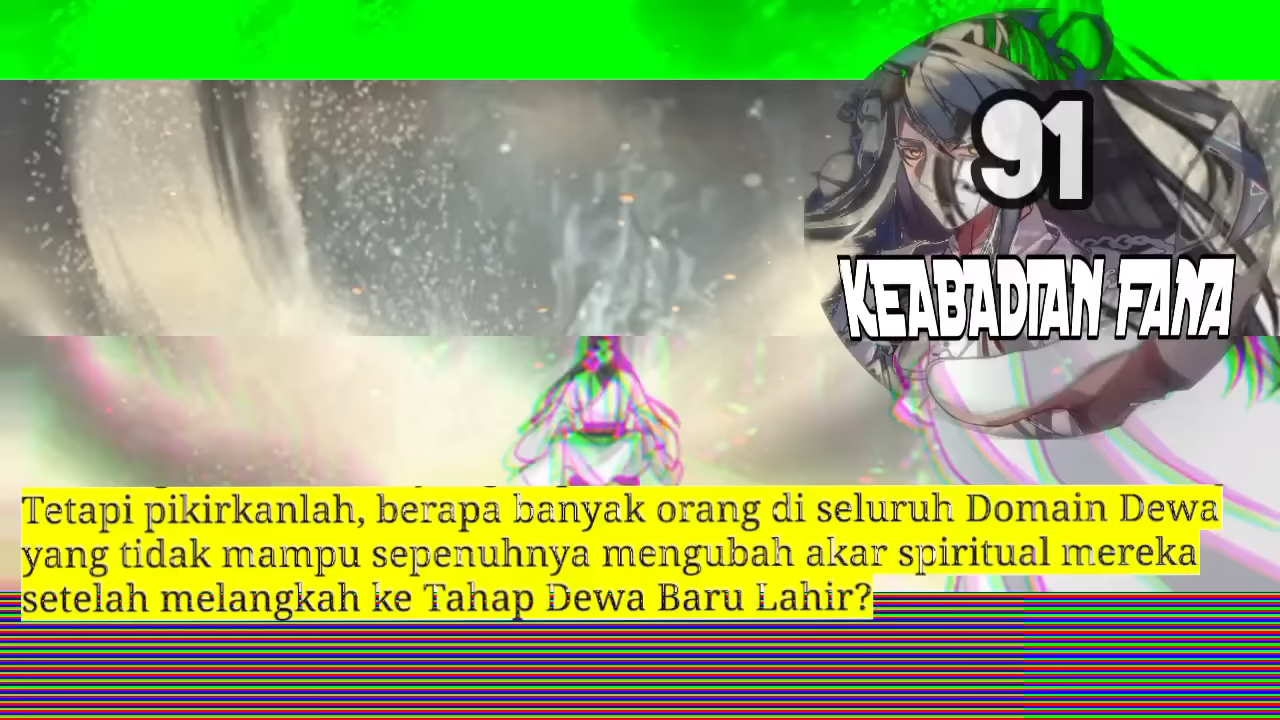 91
KEABADIAN FANA
Tetapi pikirkanlah, berapa banyak orang di seluruh Domain Dewa
yang tidak mampu sepenuhnya mengubah akar spiritual mereka
setelah melangkah ke Tahap Dewa Baru Lahir?